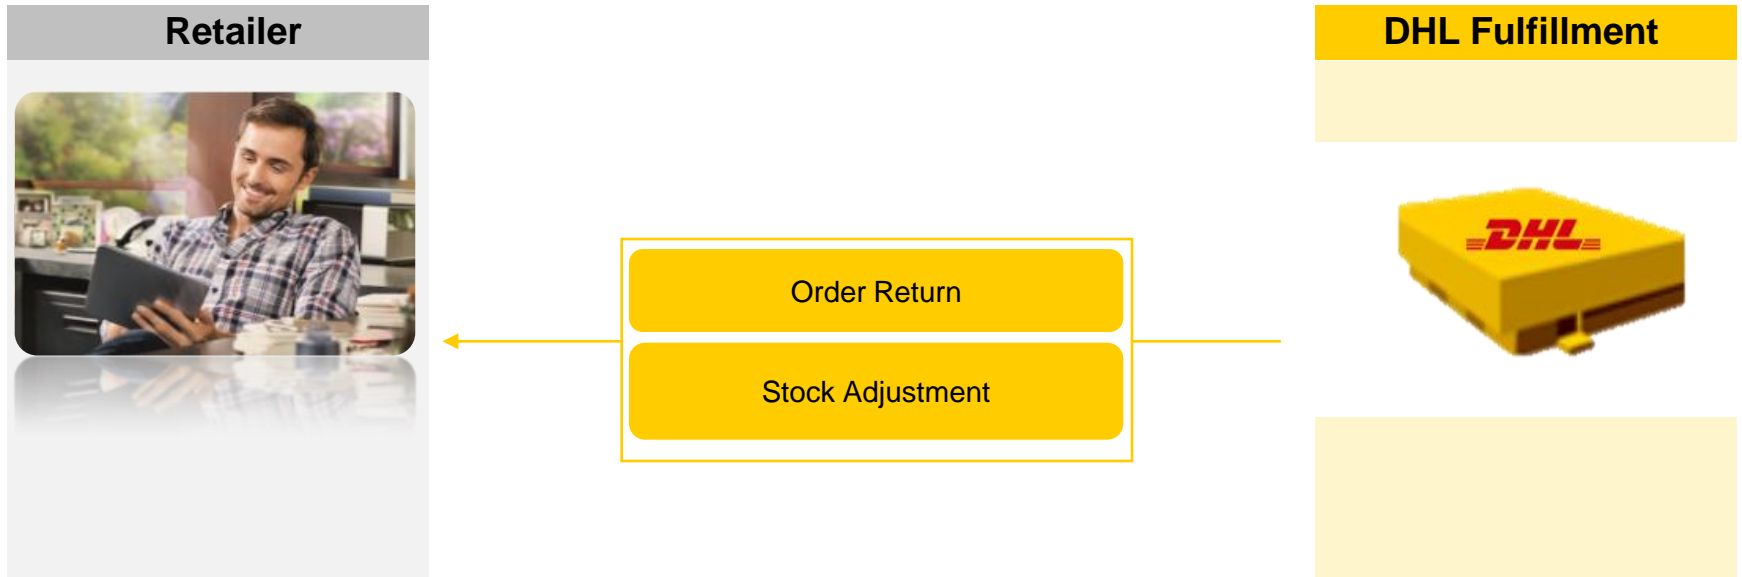 Retailer
DHL Fulfillment
DHL
Order Return
Stock Adjustment